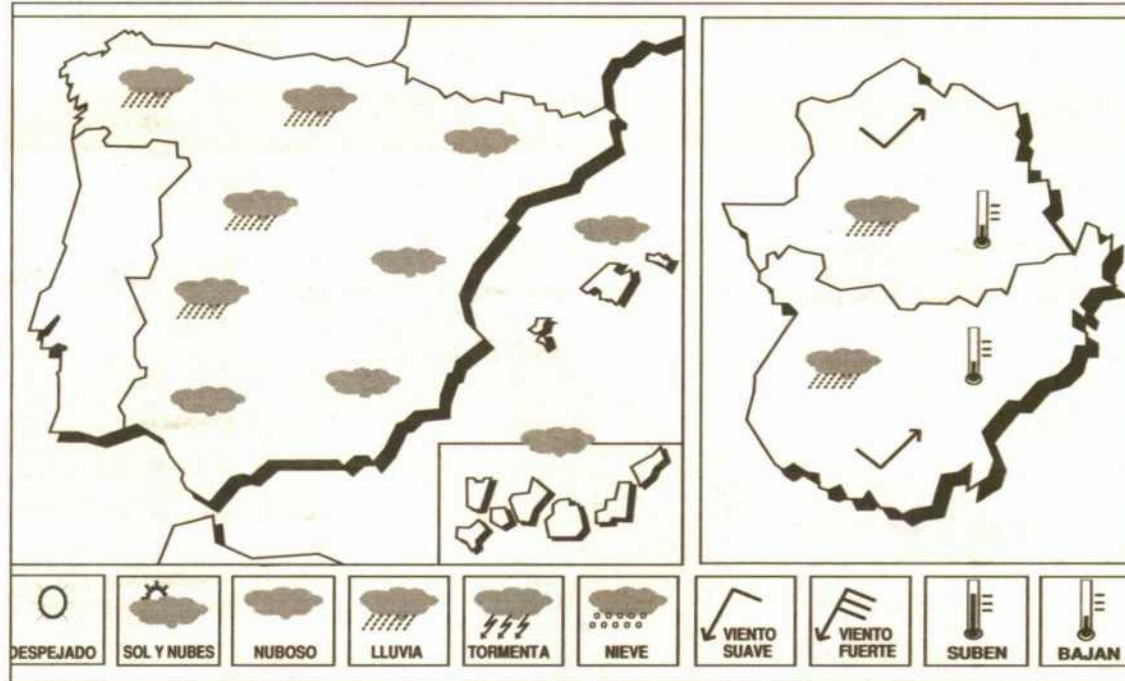 DESPEJADO
SOL Y NUBES
NUBOSO
LLUVIA
TORMENTA
NIEVE
VIENTO
SUAVE
VIENTO
FUERTE
SUBEN
BAJAN